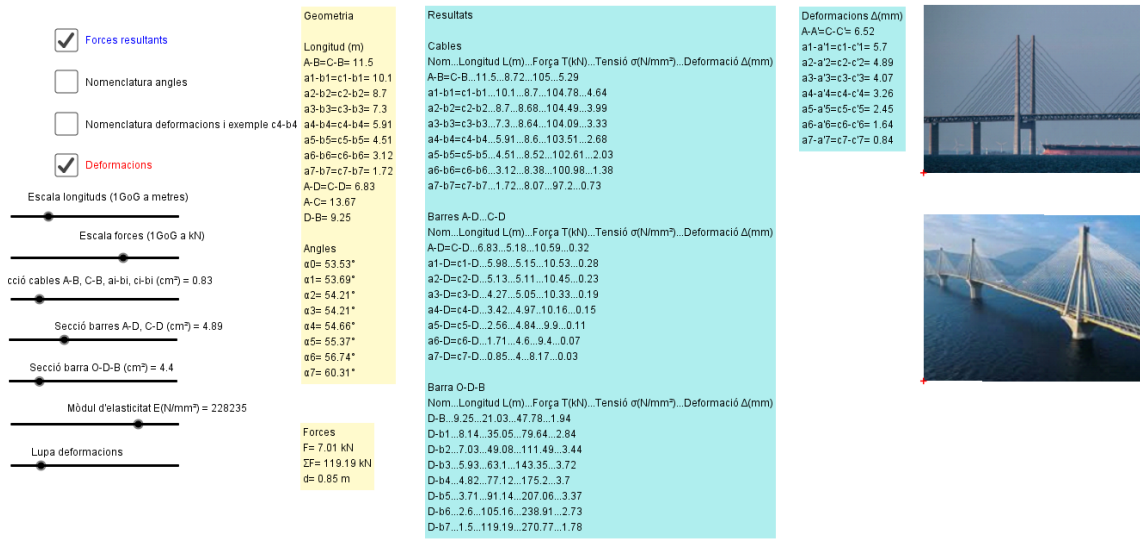 Forces resultants
Nomenclatura angles
Nomenclatura deformacions i exemple c4-b4
Deformacions
Escala longituds (1GoG a metres)
Escala forces (1GoG a kN)
cció cables A-B, C-B, ai-bi, ci-bi (cm²) = 0.83
Secció barres A-D, C-D (cm²) = 4.89
Secció barra O-D-B (cm²) = 4.4
Mòdul d'elasticitat E(N/mm²) = 228235
Lupa deformacions
Geometria
Longitud (m)
A-B=C-B= 11.5
a1-b1=c1-b1= 10.1
a2-b2=c2-b2= 8.7
a3-b3=c3-b3= 7.3
a4-b4=c4-b4= 5.91
a5-b5=c5-b5= 4.51
a6-b6=c6-b6= 3.12
a7-b7=c7-b7= 1.72
A-D=C-D= 6.83
A-C= 13.67
D-B= 9.25
Angles
α0= 53.53°
α1= 53.69°
α2= 54.21°
α3= 54.21°
α4= 54.66°
α5= 55.37°
α6= 56.74°
α7= 60.31°
Forces
F= 7.01 kN
ΣF= 119.19 kN
d= 0.85 m
Resultats
Cables
Nom...Longitud L(m)...Força T(kN)...Tensió σ(N/mm²)...Deformació Δ(mm)
A-B=C-B...11.5...8.72...105...5.29
a1-b1=c1-b1...10.1...8.7...104.78...4.64
a2-b2=c2-b2...8.7...8.68...104.49...3.99
a3-b3=c3-b3...7.3...8.64...104.09...3.33
a4-b4=c4-b4...5.91...8.6...103.51...2.68
a5-b5=c5-b5...4.51...8.52...102.61...2.03
a6-b6=c6-b6...3.12...8.38...100.98...1.38
a7-b7=c7-b7...1.72...8.07...97.2...0.73
Barres A-D...C-D
Nom...Longitud L(m)...Força T(kN)...Tensió σ(N/mm²)...Deformació Δ(mm)
A-D=C-D...6.83...5.18...10.59...0.32
a1-D=c1-D...5.98...5.15...10.53...0.28
a2-D=c2-D...5.13...5.11...10.45...0.23
a3-D=c3-D...4.27...5.05...10.33...0.19
a4-D=c4-D...3.42...4.97...10.16...0.15
a5-D=c5-D...2.56...4.84...9.9...0.11
a6-D=c6-D...1.71...4.6...9.4...0.07
a7-D=c7-D...0.85...4...8.17...0.03
Barra O-D-B
Nom...Longitud L(m)...Força T(kN)...Tensió σ(N/mm²)...Deformació Δ(mm)
D-B...9.25...21.03...47.78...1.94
D-b1...8.14...35.05...79.64...2.84
D-b2...7.03...49.08...111.49...3.44
D-b3...5.93...63.1...143.35...3.72
D-b4...4.82...77.12...175.2...3.7
D-b5...3.71...91.14...207.06...3.37
D-b6...2.6...105.16...238.91...2.73
D-b7...1.5...119.19...270.77...1.78
Deformacions Δ(mm)
A-A'=C-C'= 6.52
a1-a'1=c1-c'1= 5.7
a2-a'2=c2-c'2= 4.89
a3-a'3=c3-c'3= 4.07
a4-a'4=c4-c'4= 3.26
a5-a'5=c5-c'5= 2.45
a6-a'6=c6-c'6= 1.64
a7-a'7=c7-c'7= 0.84